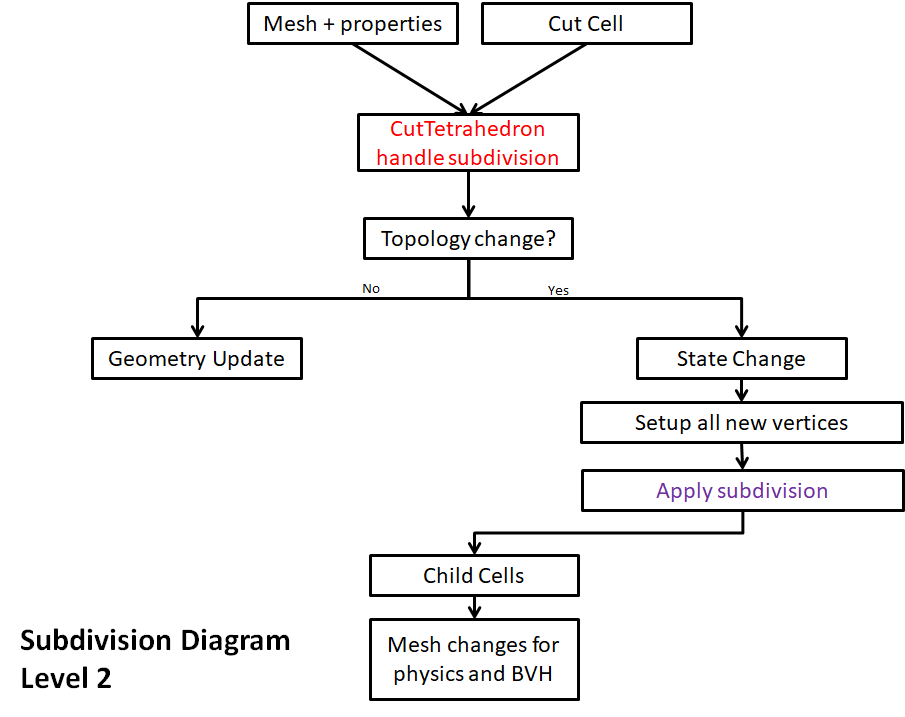 Mesh + properties
Cut Cell
CutTetrahedron
handle subdivision
Topology change?
No
Yes
Geometry Update
State Change
Setup all new vertices
Apply subdivision
Child Cells
Mesh changes for
physics and BVH
Subdivision Diagram
Level 2